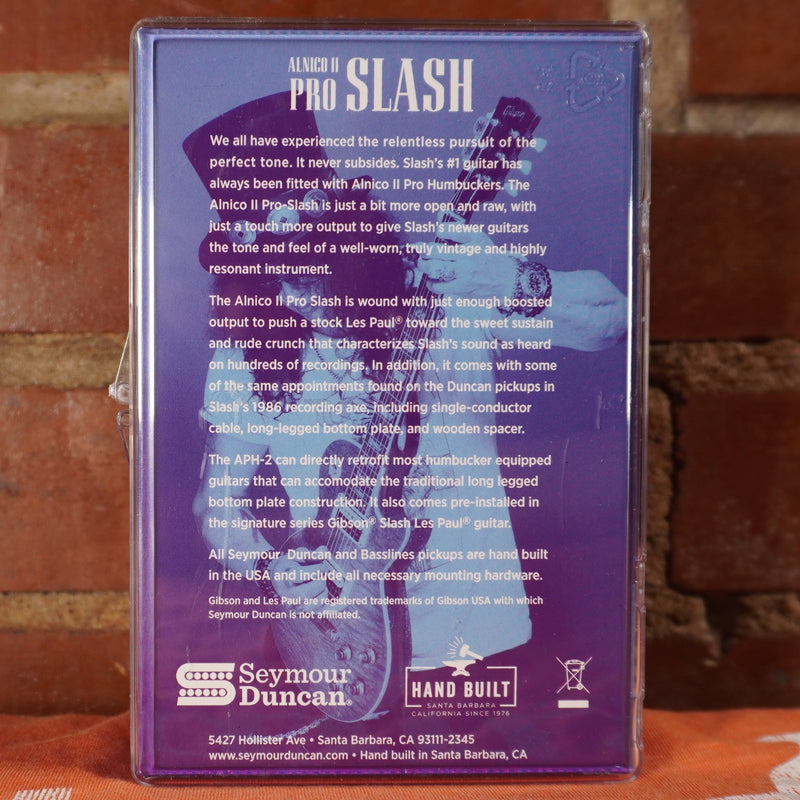 ALNICO II
PRO SLASH
Gibson
We all have experienced the relentless pursuit of the
perfect tone. It never subsides. Slash's #1 guitar has
always been fitted with Alnico II Pro Humbuckers. The
Alnico II Pro-Slash is just a bit more open and raw, with
just a touch more output to give Slash's newer guitars
the tone and feel of a well-worn, truly vintage and highly
resonant instrument.
The Alnico II Pro Slash is wound with just enough boosted
output to push a stock Les Paul® toward the sweet sustain
and rude crunch that characterizes Slash's sound as heard
on hundreds of recordings. In addition, it comes with some
of the same appointments found on the Duncan pickups in
Slash's 1986 recording axe, including single-conductor
cable, long-legged bottom plate, and wooden spacer.
The APH-2 can directly retrofit most humbucker equipped
guitars that can accomodate the traditional long legged
bottom plate construction. It also comes pre-installed in
the signature series Gibson® Slash Les Paul® guitar.
All Seymour Duncan and Basslines pickups are hand built
in the USA and include all necessary mounting hardware.
Gibson and Les Paul are registered trademarks of Gibson USA with which
Seymour Duncan is not affiliated.
Seymour
Duncan®
HAND BUILT
SANTA BARBARA
CALIFORNIA SINCE 1976
5427 Hollister Ave • Santa Barbara, CA 93111-2345
www.seymourduncan.com • Hand built in Santa Barbara, CA